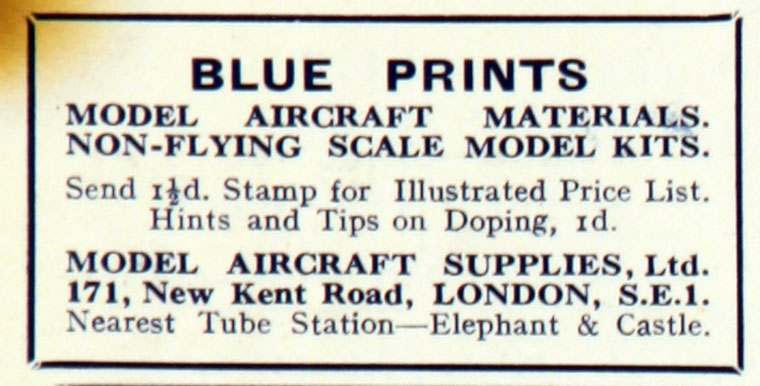 BLUE PRINTS
MODEL AIRCRAFT MATERIALS.
NON-FLYING SCALE MODEL KITS.
Send 1½d. Stamp for Illustrated Price List.
Hints and Tips on Doping, 1d.
MODEL AIRCRAFT SUPPLIES, Ltd.
171, New Kent Road, LONDON, S.E.1.
Nearest Tube Station—Elephant & Castle.